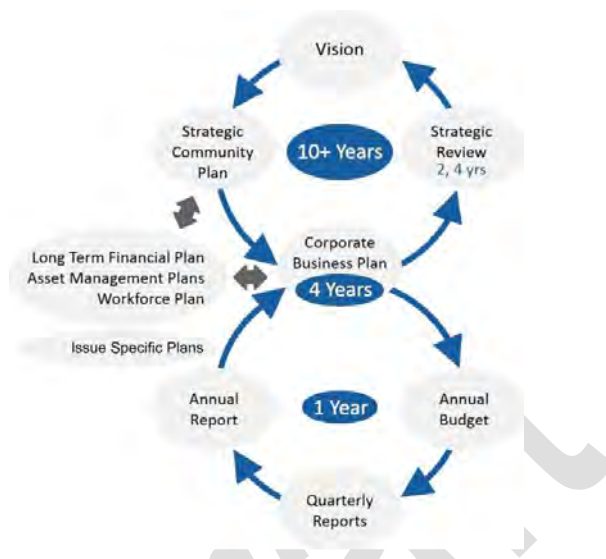 Vision
Strategic
Community
Plan
10+ Years
Strategic
Review
2, 4 yrs
Long Term Financial Plan
Asset Management Plans
Workforce Plan
Corporate
Business Plan
4 Years
Issue Specific Plans
Annual
Report
1 Year
Annual
Budget
Quarterly
Reports